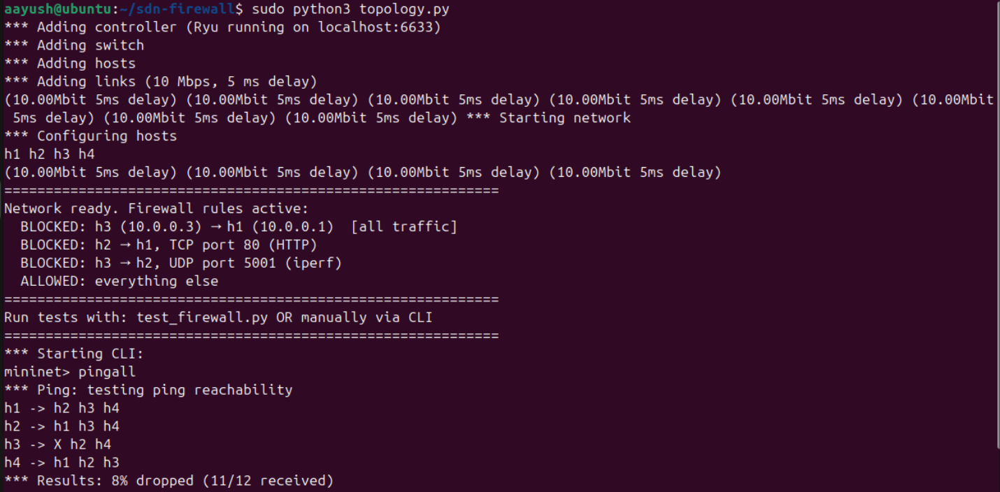 aayush@ubuntu:~/sdn-firewall$ sudo python3 topology.py
*** Adding controller (Ryu running on localhost:6633)
*** Adding switch
*** Adding hosts
*** Adding links (10 Mbps, 5 ms delay)
(10.00Mbit 5ms delay) (10.00Mbit 5ms delay) (10.00Mbit 5ms delay) (10.00Mbit 5ms delay) (10.00Mbit 5ms delay) (10.00Mbit
 5ms delay) (10.00Mbit 5ms delay) (10.00Mbit 5ms delay) *** Starting network
*** Configuring hosts
h1 h2 h3 h4
(10.00Mbit 5ms delay) (10.00Mbit 5ms delay) (10.00Mbit 5ms delay) (10.00Mbit 5ms delay)
============================================================
Network ready. Firewall rules active:
  BLOCKED: h3 (10.0.0.3) → h1 (10.0.0.1)  [all traffic]
  BLOCKED: h2 → h1, TCP port 80 (HTTP)
  BLOCKED: h3 → h2, UDP port 5001 (iperf)
  ALLOWED: everything else
============================================================
Run tests with: test_firewall.py OR manually via CLI
============================================================
*** Starting CLI:
mininet> pingall
*** Ping: testing ping reachability
h1 -> h2 h3 h4
h2 -> h1 h3 h4
h3 -> X h2 h4
h4 -> h1 h2 h3
*** Results: 8% dropped (11/12 received)